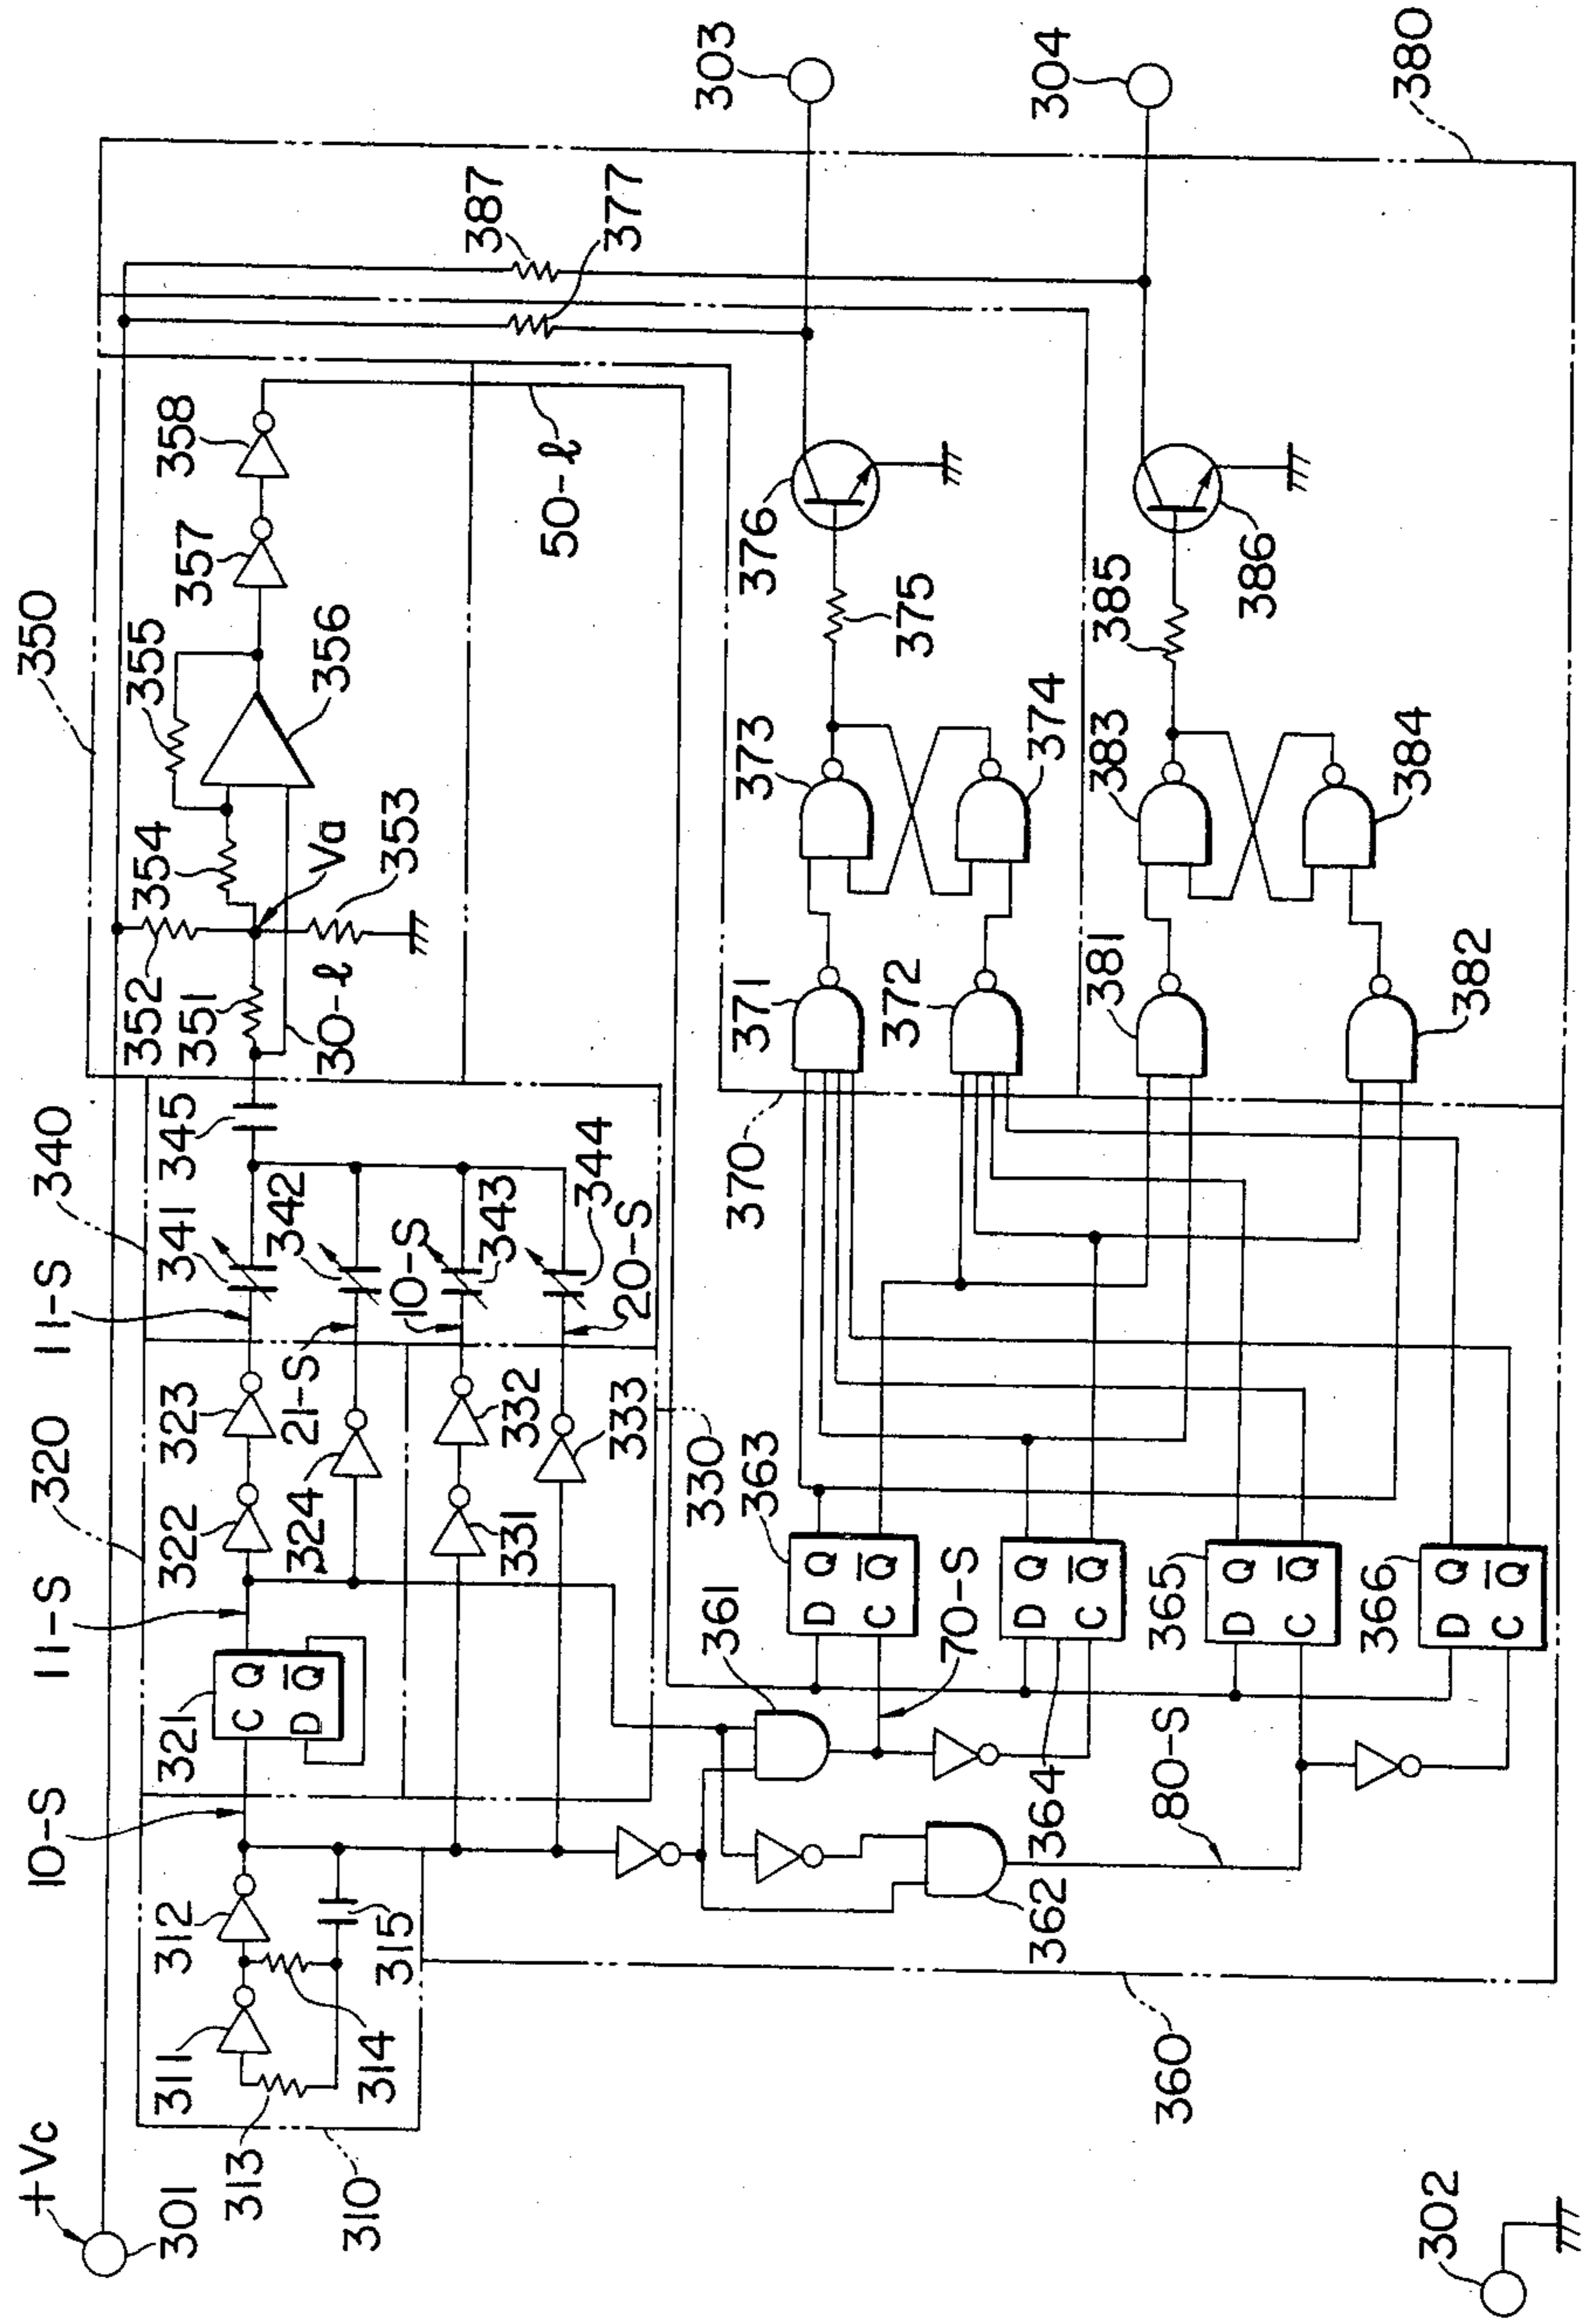 +Vc
301
10-S
11-S
320
11-S
340
350
321
C Q
D Q̅
322
323
324
21-S
341
342
345
10-S
343
344
20-S
331
332
333
330
311
312
313
314
315
310
352
351
30-ℓ
354
Va
353
355
356
357
358
50-ℓ
387
377
303
304
380
361
362
363
D Q
C Q̅
70-S
364
D Q
C Q̅
80-S
365
D Q
C Q̅
366
D Q
C Q̅
360
370
371
372
373
374
375
376
381
382
383
384
385
386
302